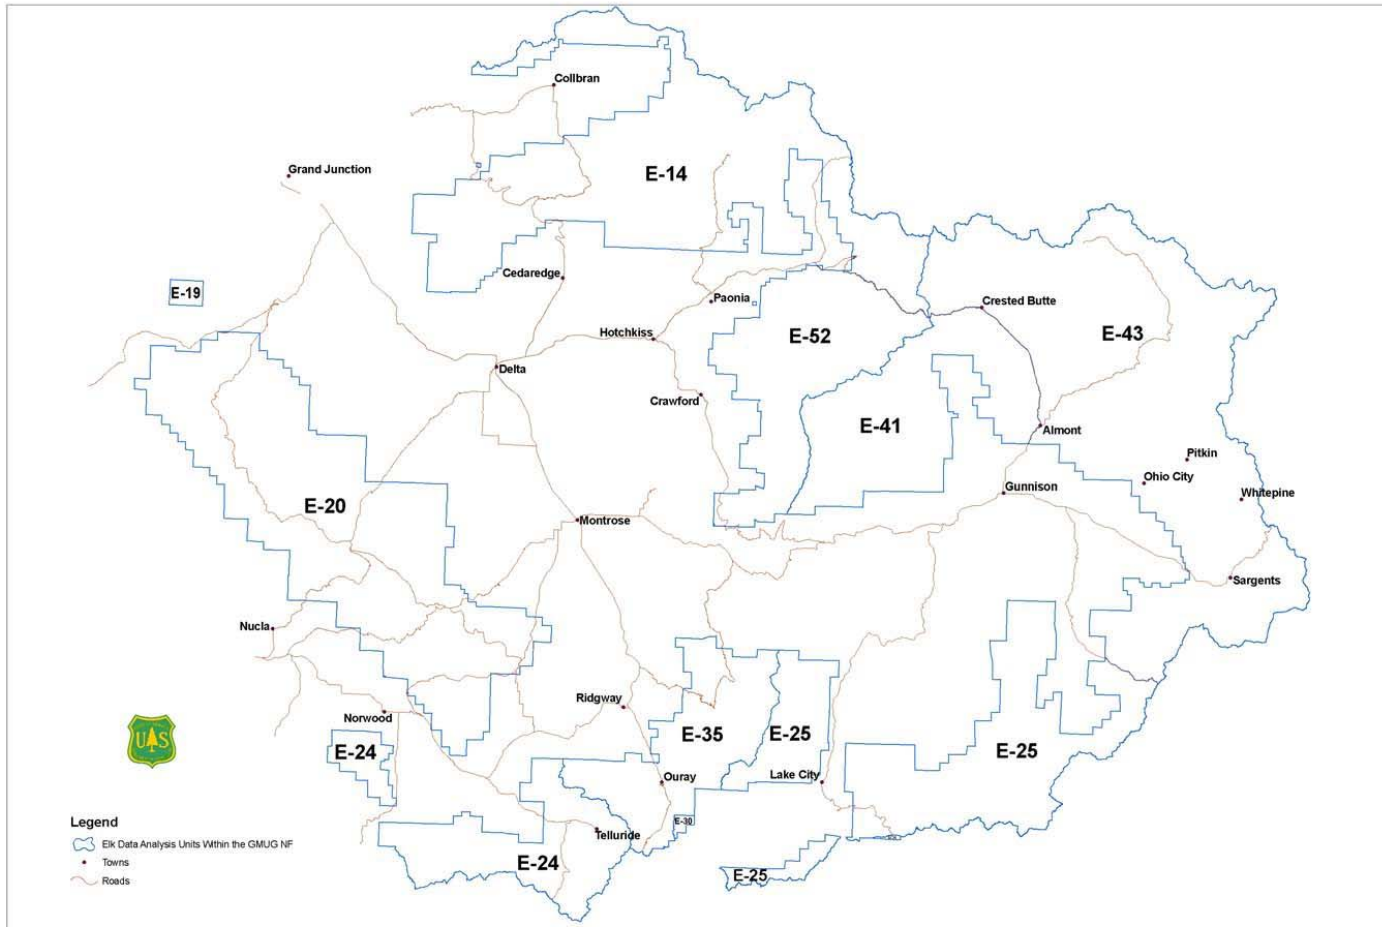 Collbran
Grand Junction
E-14
Cedaredge
E-19
Paonia
Crested Butte
Hotchkiss
E-52
E-43
Delta
Crawford
E-41
Almont
Pitkin
Ohio City
Gunnison
Whitepine
E-20
Montrose
Sargents
Nucla
Ridgway
Norwood
E-35
E-25
E-25
E-24
US
Ouray
Lake City
E-30
Telluride
E-24
E-25
Legend
Elk Data Analysis Units Within the GMUG NF
Towns
Roads